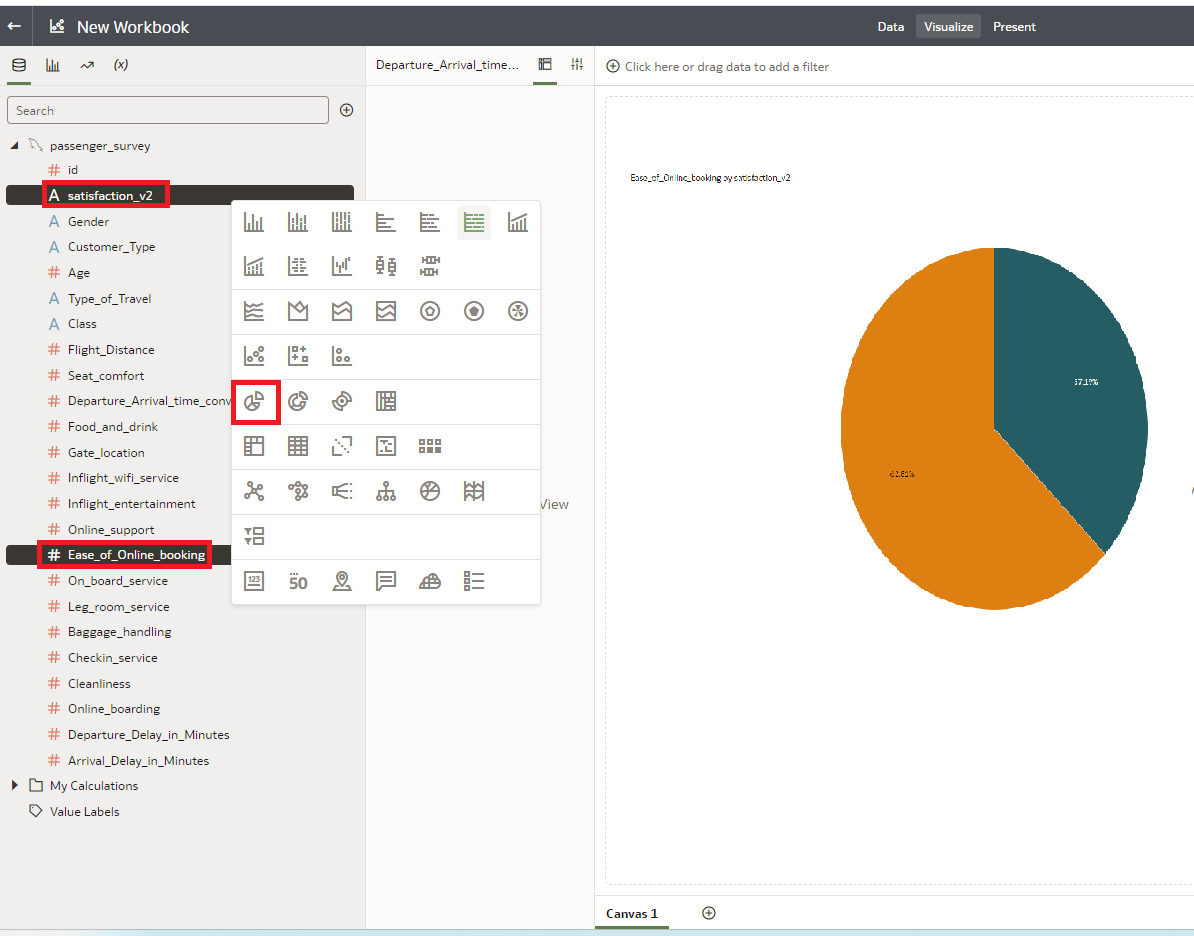 New Workbook
Data Visualize Present
(x)
Departure_Arrival_time...
Click here or drag data to add a filter
Search
passenger_survey
# id
A satisfaction_v2
A Gender
A Customer_Type
# Age
A Type_of_Travel
A Class
# Flight_Distance
# Seat_comfort
# Departure_Arrival_time_conv
# Food_and_drink
# Gate_location
# Inflight_wifi_service
# Inflight_entertainment
# Online_support
# Ease_of_Online_booking
# On_board_service
# Leg_room_service
# Baggage_handling
# Checkin_service
# Cleanliness
# Online_boarding
# Departure_Delay_in_Minutes
# Arrival_Delay_in_Minutes
My Calculations
Value Labels
123
50
View
Ease_of_Online_booking by satisfaction_v2
37.19%
62.81%
Canvas 1